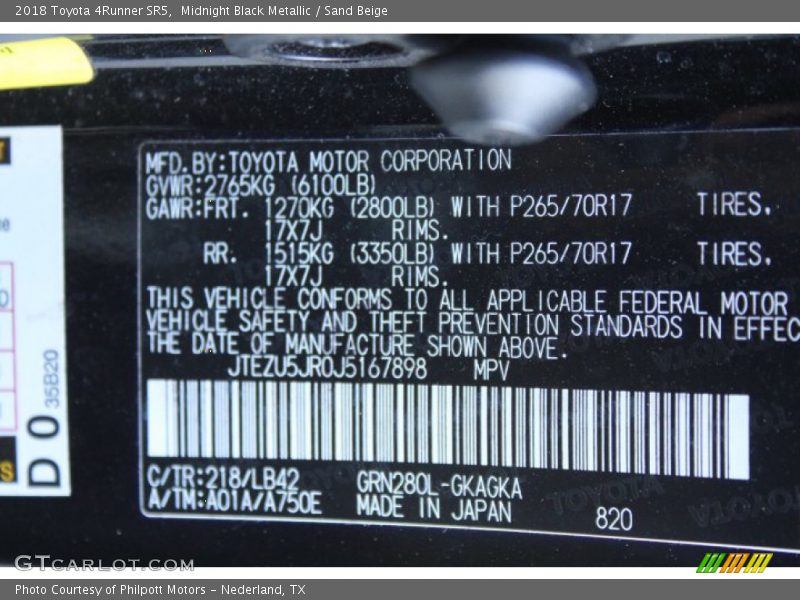 2018 Toyota 4Runner SR5,  Midnight Black Metallic / Sand Beige
MFD. BY:TOYOTA MOTOR CORPORATION
GVWR:2765KG (6100LB)
GAWR:FRT. 1270KG (2800LB) WITH P265/70R17 TIRES,
17X7J RIMS.
RR. 1515KG (3350LB) WITH P265/70R17 TIRES,
17X7J RIMS.
THIS VEHICLE CONFORMS TO ALL APPLICABLE FEDERAL MOTOR
VEHICLE SAFETY AND THEFT PREVENTION STANDARDS IN EFFEC
THE DATE OF MANUFACTURE SHOWN ABOVE.
JTEZU5JR0J5167898 MPV
C/TR:218/LB42 GRN280L-GKAGKA
A/TM:A01A/A750E MADE IN JAPAN
820
D0 35B20
GTCARLOT.COM
Photo Courtesy of Philpott Motors - Nederland, TX